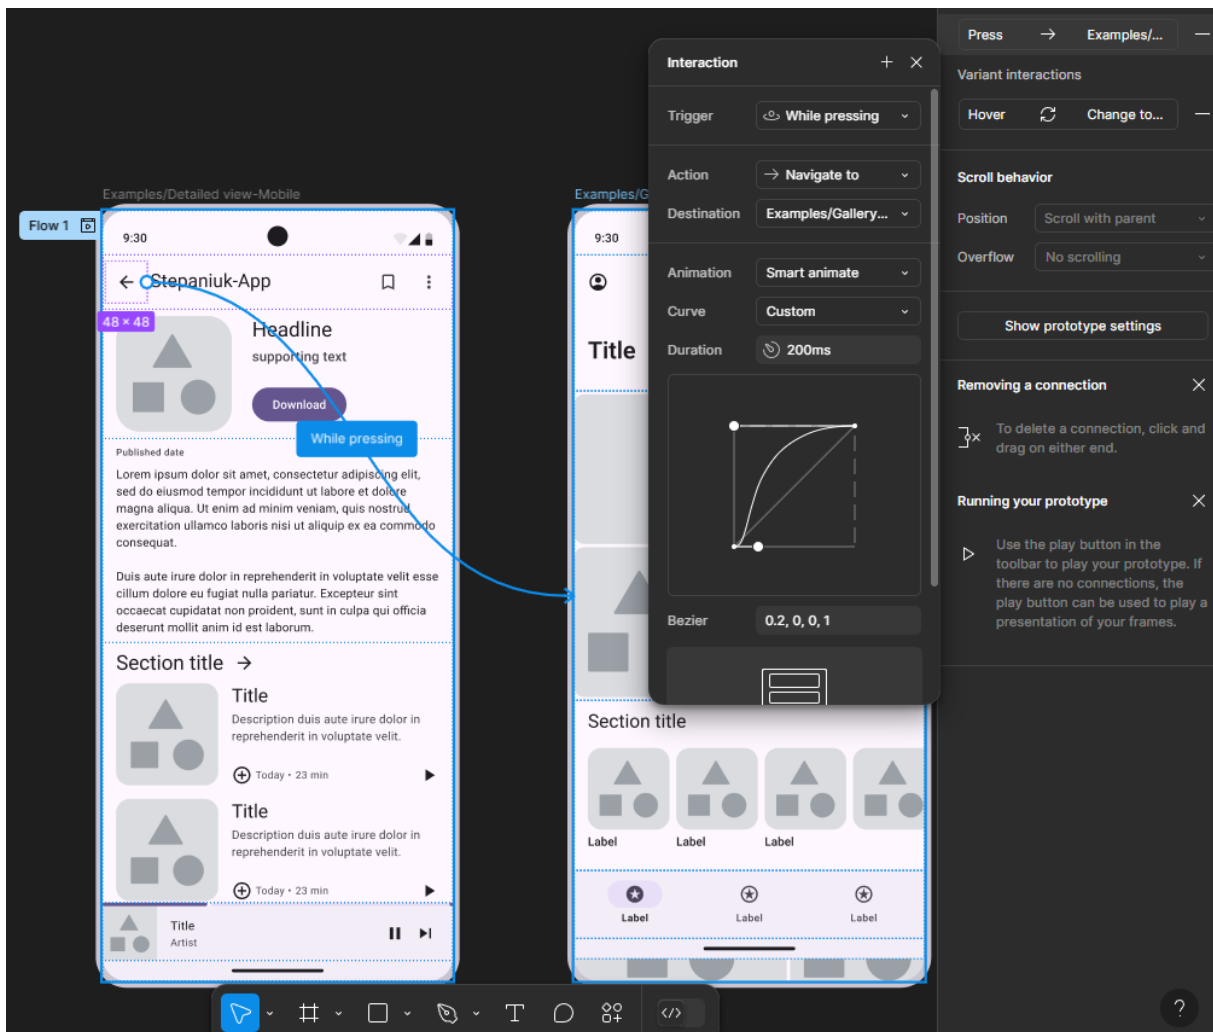 Examples/Detailed view-Mobile
Flow 1
9:30
Stepaniuk-App
48 × 48
Headline
supporting text
Download
While pressing
Published date
Lorem ipsum dolor sit amet, consectetur adipiscing elit,
sed do eiusmod tempor incididunt ut labore et dolore
magna aliqua. Ut enim ad minim veniam, quis nostrud
exercitation ullamco laboris nisi ut aliquip ex ea commodo
consequat.
Duis aute irure dolor in reprehenderit in voluptate velit esse
cillum dolore eu fugiat nulla pariatur. Excepteur sint
occaecat cupidatat non proident, sunt in culpa qui officia
deserunt mollit anim id est laborum.
Section title
Title
Description duis aute irure dolor in
reprehenderit in voluptate velit.
Today • 23 min
Title
Description duis aute irure dolor in
reprehenderit in voluptate velit.
Today • 23 min
Title
Artist
Examples/G
9:30
Title
Section title
Label Label Label
Label Label Label
Interaction
Trigger While pressing
Action → Navigate to
Destination Examples/Gallery...
Animation Smart animate
Curve Custom
Duration 200ms
Bezier 0.2, 0, 0, 1
Press → Examples/...
Variant interactions
Hover Change to...
Scroll behavior
Position Scroll with parent
Overflow No scrolling
Show prototype settings
Removing a connection
To delete a connection, click and
drag on either end.
Running your prototype
Use the play button in the
toolbar to play your prototype. If
there are no connections, the
play button can be used to play a
presentation of your frames.
?